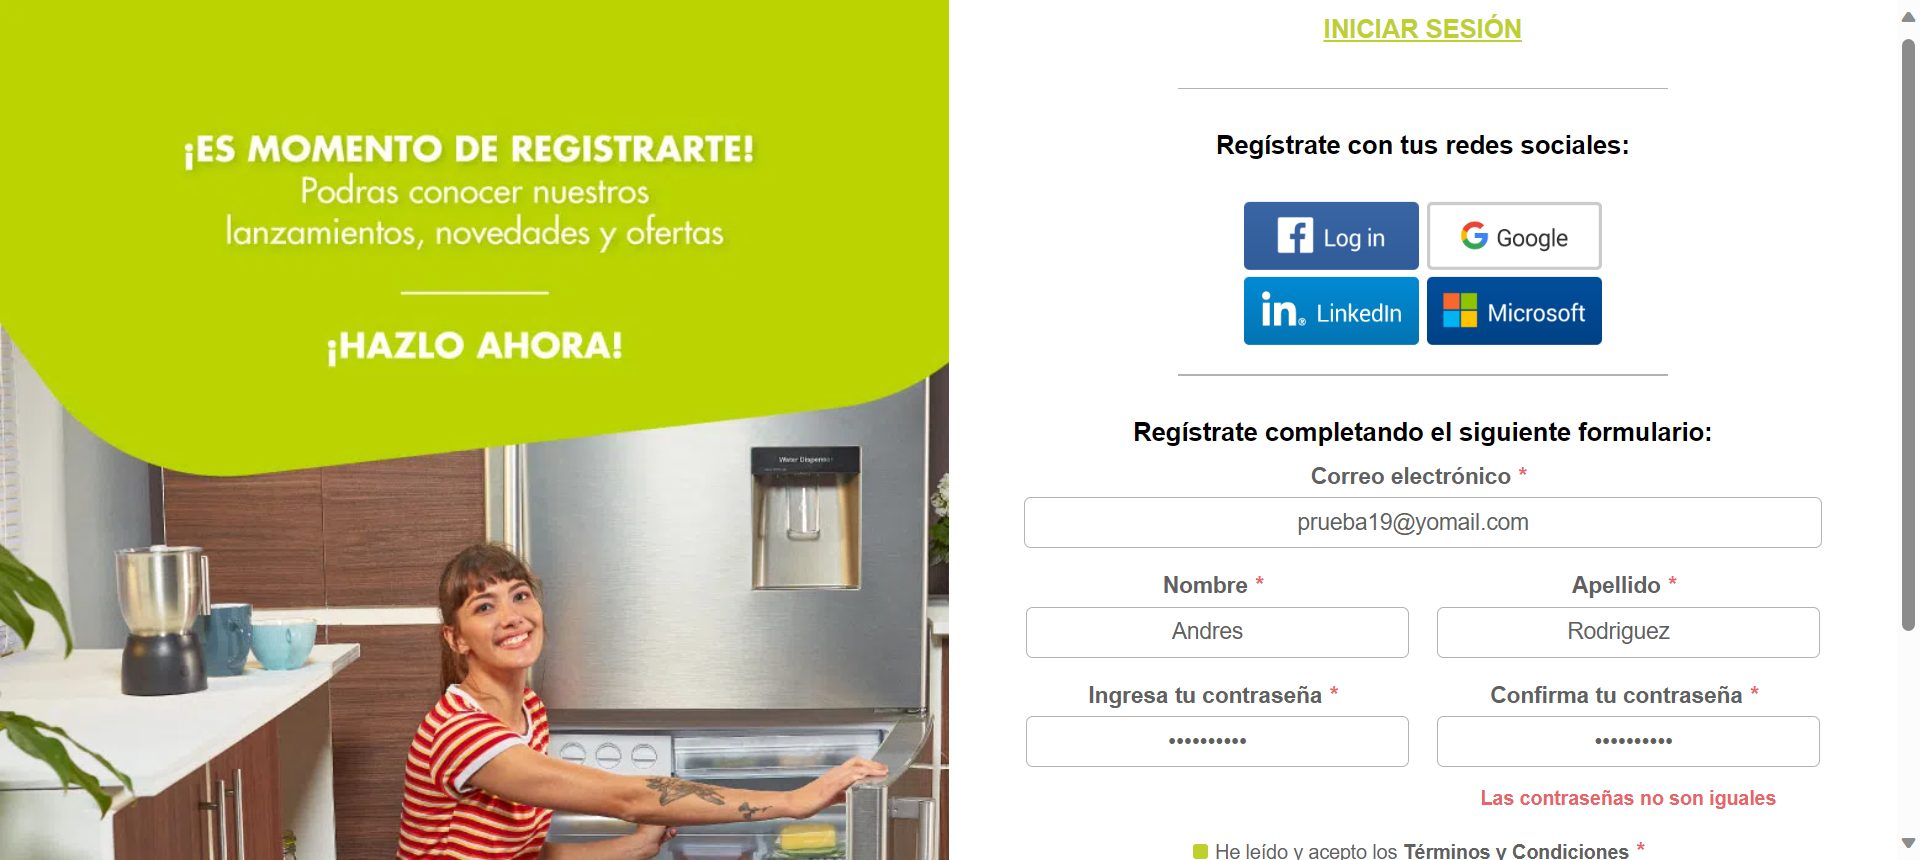 ¡ES MOMENTO DE REGISTRARTE!
Podras conocer nuestros
lanzamientos, novedades y ofertas
¡HAZLO AHORA!
Water Dispenser
INICIAR SESIÓN
Regístrate con tus redes sociales:
Log in
Google
LinkedIn
Microsoft
Regístrate completando el siguiente formulario:
Correo electrónico *
prueba19@yomail.com
Nombre *
Apellido *
Andres
Rodriguez
Ingresa tu contraseña *
Confirma tu contraseña *
••••••••••
••••••••••
Las contraseñas no son iguales
He leído y acepto los Términos y Condiciones *